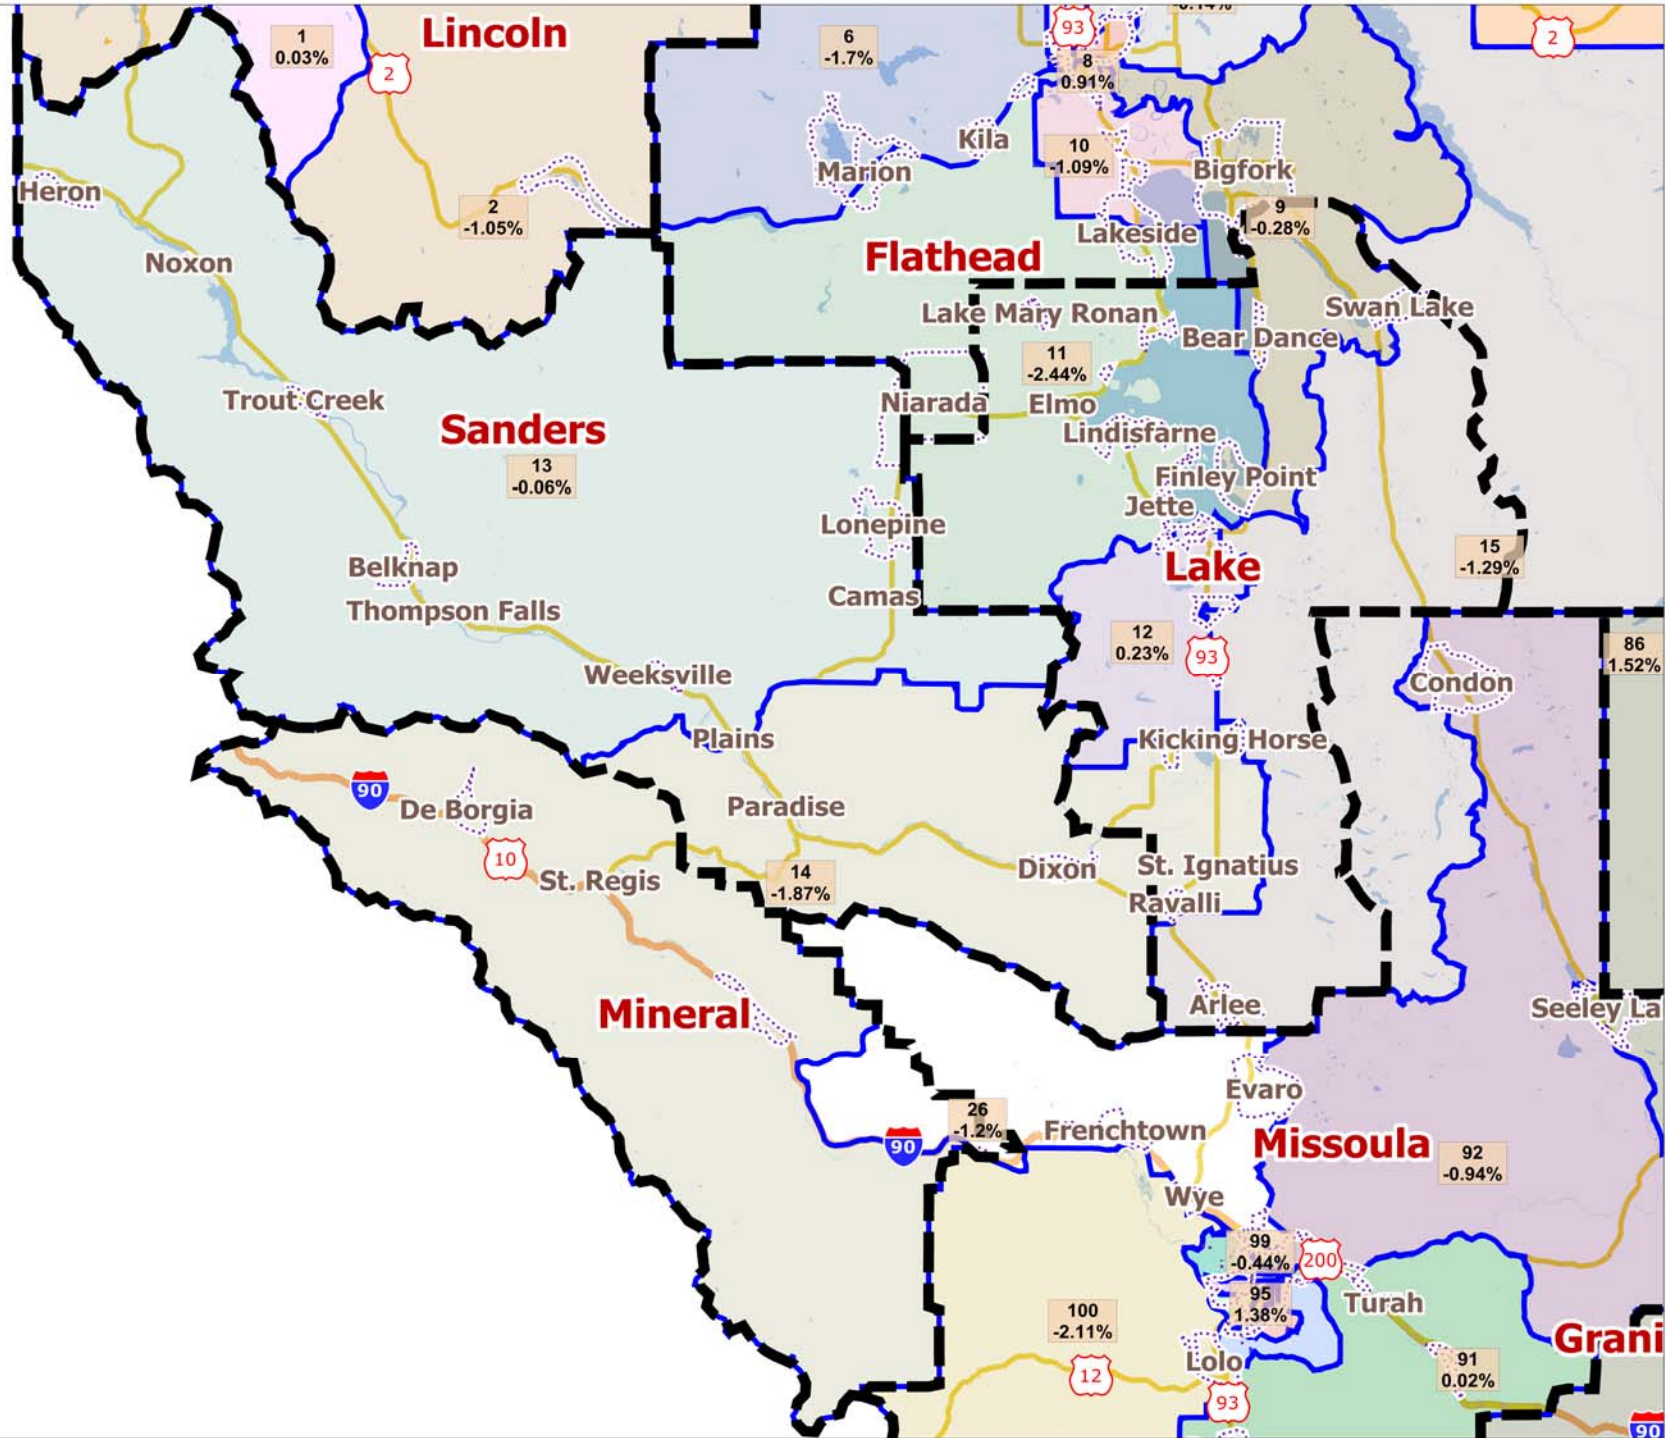 -0.14%
1
0.03%
Lincoln
6
-1.7%
93
2
2
8
0.91%
Kila
10
-1.09%
Marion
Bigfork
Heron
2
-1.05%
9
-0.28%
Lakeside
Noxon
Flathead
Lake Mary Ronan
Swan Lake
Bear Dance
11
-2.44%
Trout Creek
Niarada
Elmo
Sanders
Lindisfarne
13
-0.06%
Finley Point
Jette
Lonepine
15
-1.29%
Belknap
Lake
Camas
Thompson Falls
12
0.23%
93
86
1.52%
Weeksville
Condon
Plains
Kicking Horse
90
De Borgia
Paradise
10
St. Regis
14
-1.87%
Dixon
St. Ignatius
Ravalli
Mineral
Arlee
Seeley La
Evaro
26
-1.2%
Frenchtown
90
Missoula
92
-0.94%
Wye
99
-0.44%
200
95
1.38%
Turah
100
-2.11%
Grani
Lolo
12
91
0.02%
93
90